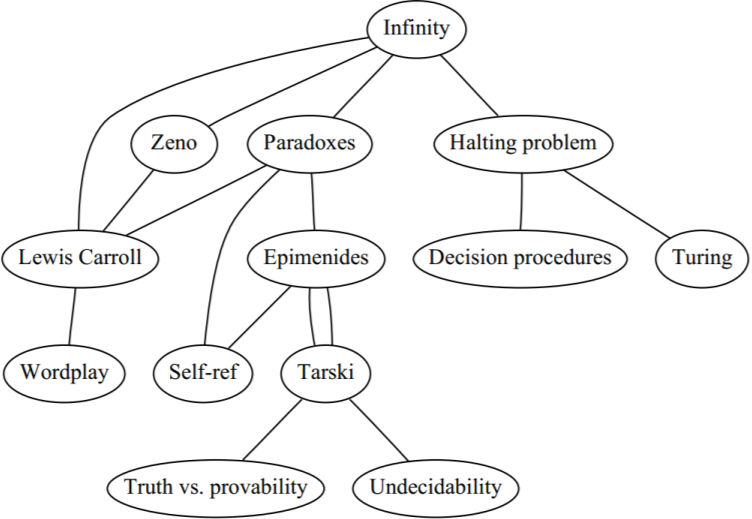 Infinity
Zeno
Paradoxes
Halting problem
Lewis Carroll
Epimenides
Decision procedures
Turing
Wordplay
Self-ref
Tarski
Truth vs. provability
Undecidability